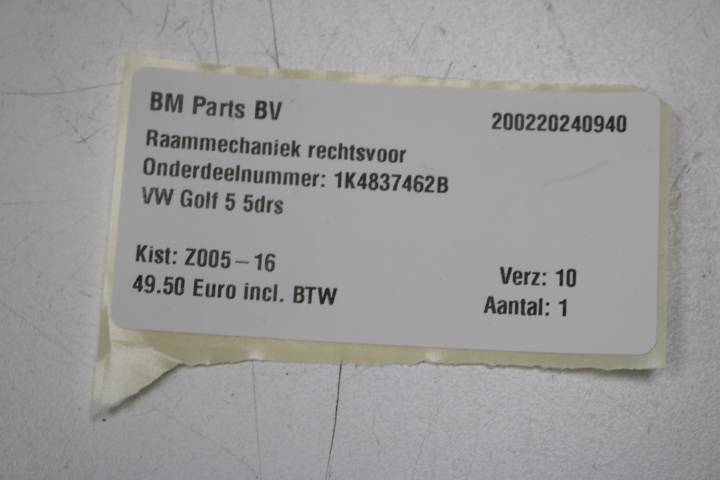 BM Parts BV 200220240940
Raammechaniek rechtsvoor
Onderdeelnummer: 1K4837462B
VW Golf 5 5drs
Kist: Z005-16 Verz: 10
49.50 Euro incl. BTW Aantal: 1